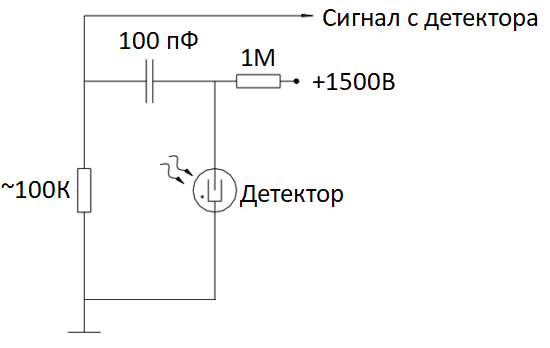 Сигнал с детектора
100 пФ
1М
+1500В
~100К
Детектор